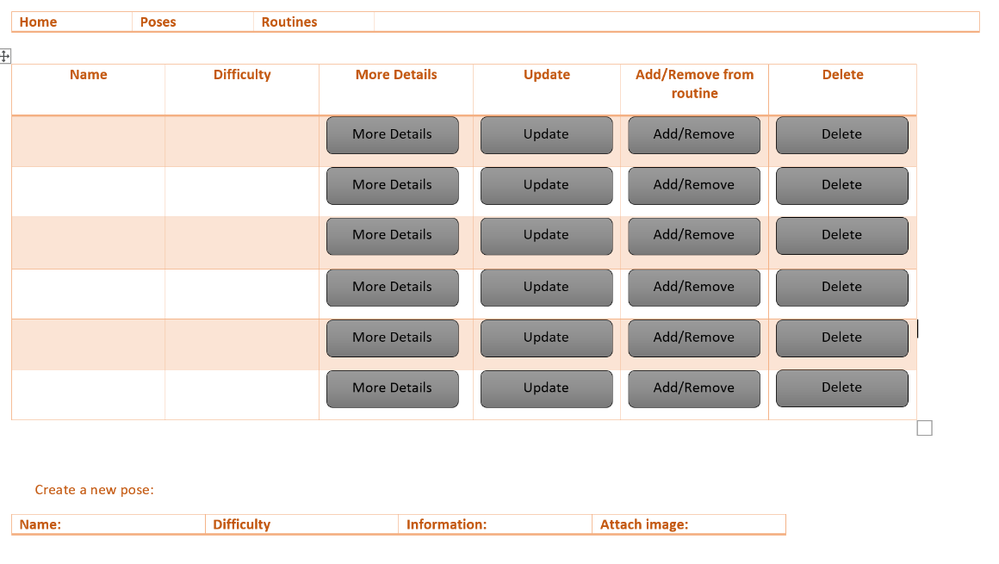 Home Poses Routines
Name Difficulty More Details Update Add/Remove from routine Delete
More Details Update Add/Remove Delete
More Details Update Add/Remove Delete
More Details Update Add/Remove Delete
More Details Update Add/Remove Delete
More Details Update Add/Remove Delete
More Details Update Add/Remove Delete
Create a new pose:
Name: Difficulty Information: Attach image: